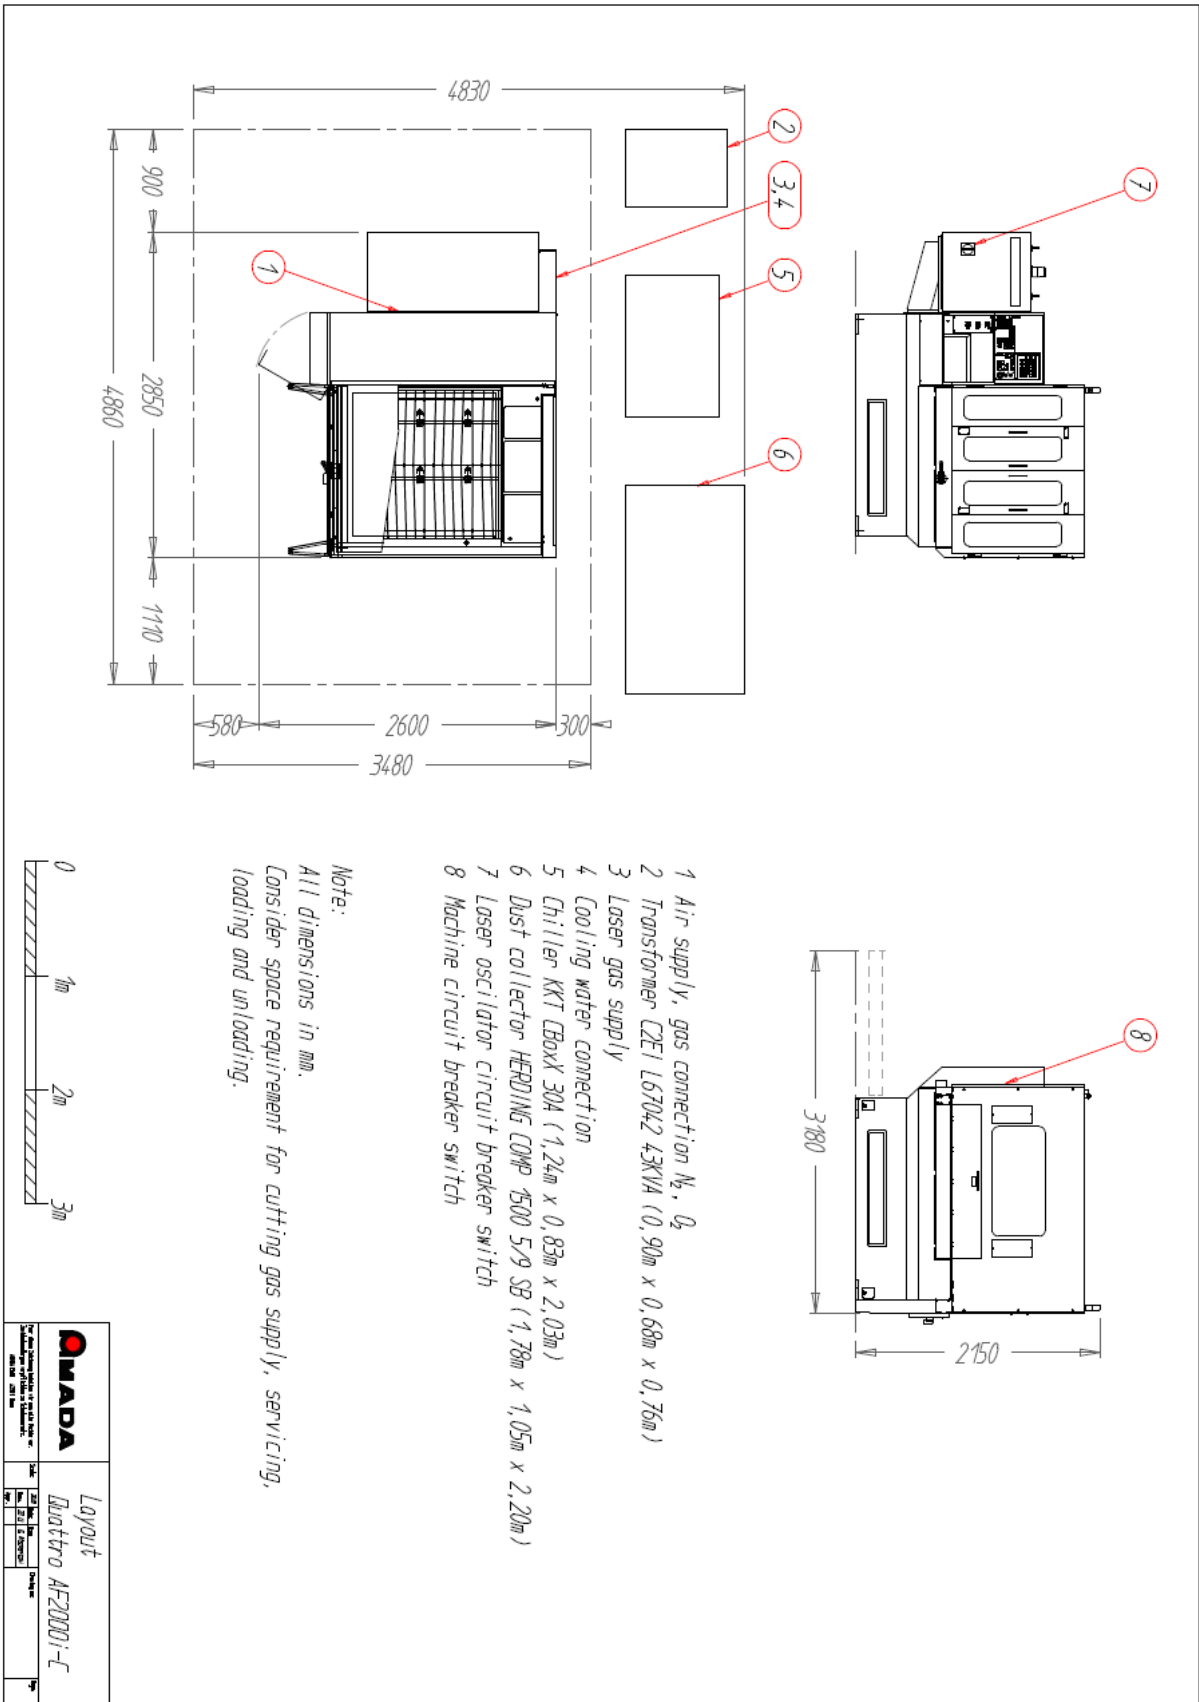 4830
900
2850
1110
4860
580
2600
300
3480
1
2
3,4
5
6
7
8
3180
2150
1 Air supply, gas connection N₂, O₂
2 Transformer CZE1 L67042 43KVA (0,90m x 0,68m x 0,76m)
3 Laser gas supply
4 Cooling water connection
5 Chiller KKT CBoxX 30A (1,24m x 0,83m x 2,03m)
6 Dust collector HERDING COMP 1500 5/9 SB (1,78m x 1,05m x 2,20m)
7 Laser oscilator circuit breaker switch
8 Machine circuit breaker switch
Note:
All dimensions in mm.
Consider space requirement for cutting gas supply, servicing,
loading and unloading.
0 1m 2m 3m
AMADA
Layout
Quattro AF2000i-C